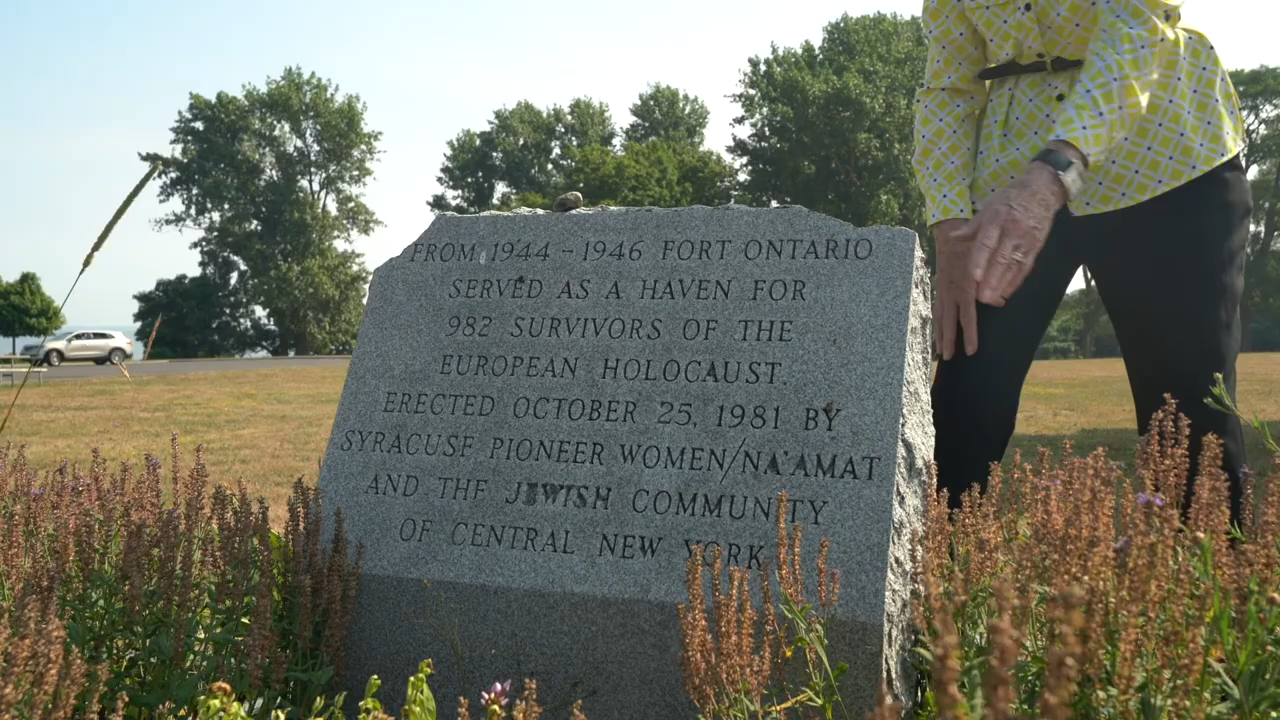 FROM 1944 - 1946 FORT ONTARIO
SERVED AS A HAVEN FOR
982 SURVIVORS OF THE
EUROPEAN HOLOCAUST.
ERECTED OCTOBER 25, 1981 BY
SYRACUSE PIONEER WOMEN/NA'AMAT
AND THE JEWISH COMMUNITY
OF CENTRAL NEW YORK